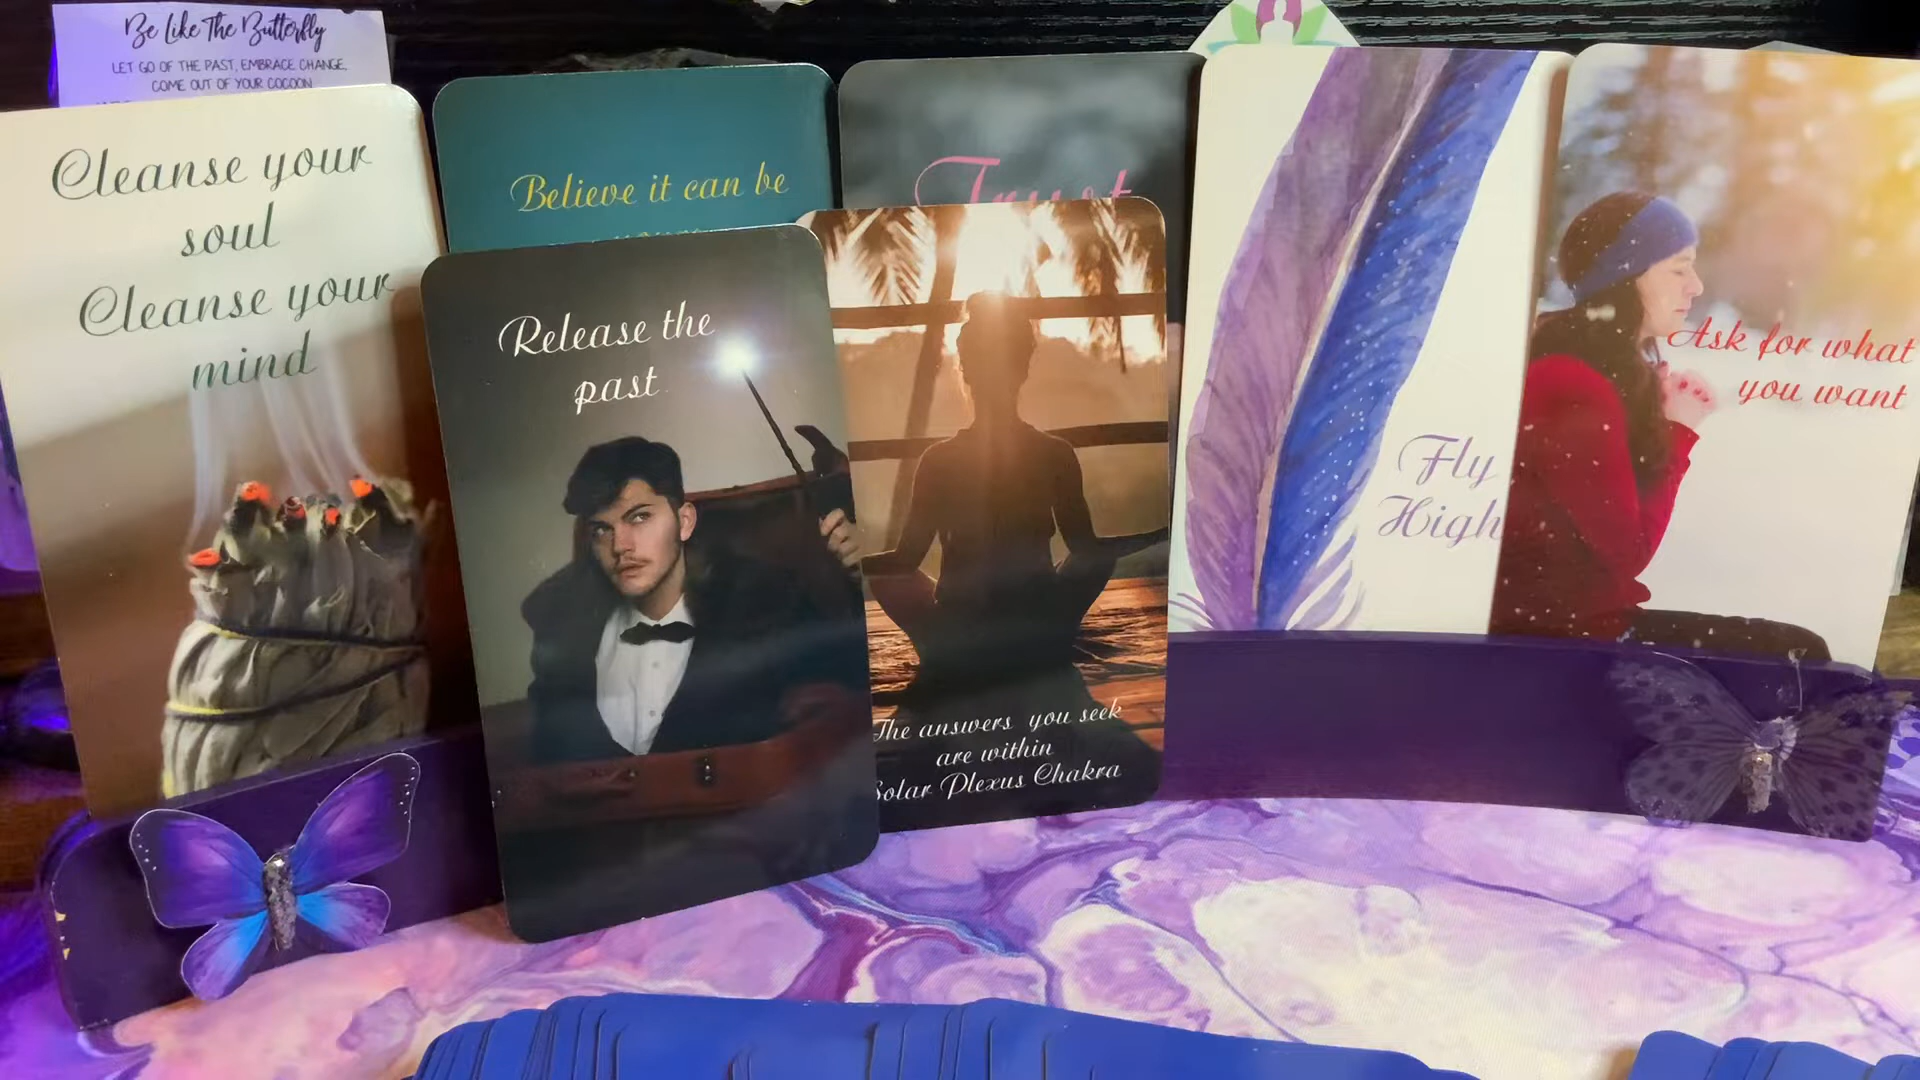 Be Like The Butterfly
LET GO OF THE PAST, EMBRACE CHANGE,
COME OUT OF YOUR COCOON
Cleanse your
soul
Cleanse your
mind
Believe it can be
Release the
past
Trust
The answers you seek
are within
Solar Plexus Chakra
Fly
High
Ask for what
you want